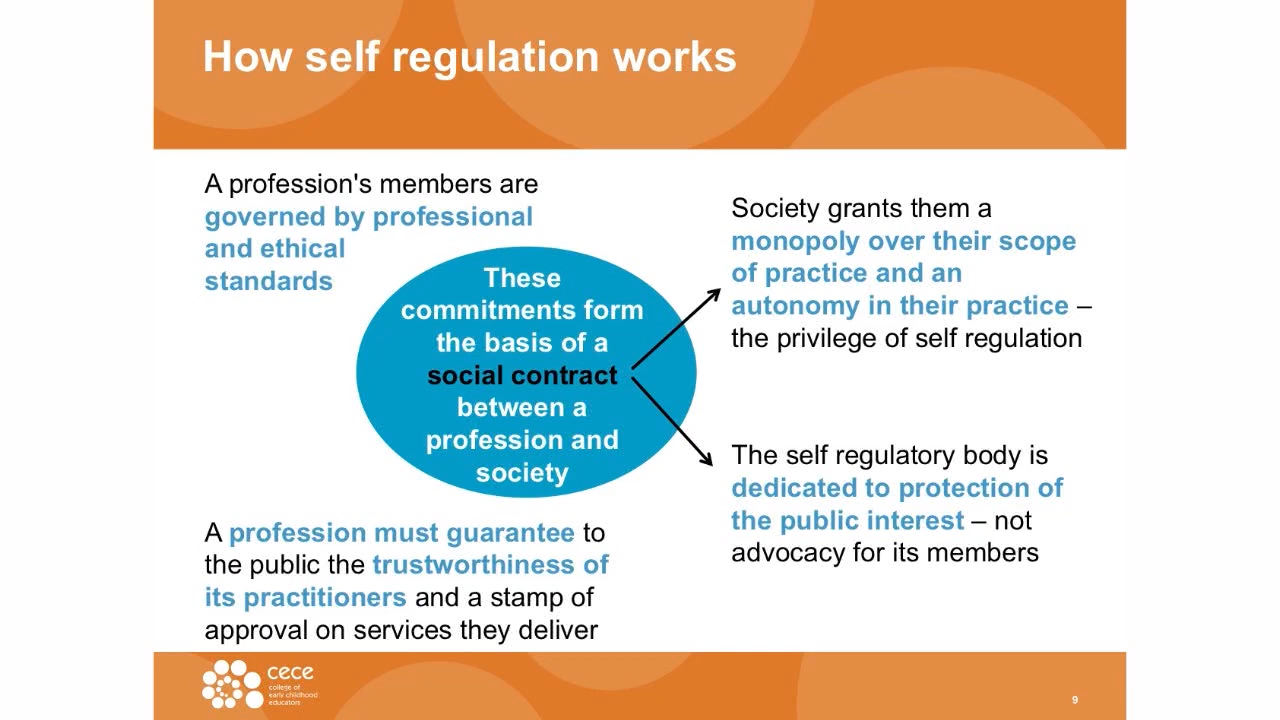 How self regulation works
A profession's members are
governed by professional
and ethical
standards
These
commitments form
the basis of a
social contract
between a
profession and
society
A profession must guarantee to
the public the trustworthiness of
its practitioners and a stamp of
approval on services they deliver
Society grants them a
monopoly over their scope
of practice and an
autonomy in their practice –
the privilege of self regulation
The self regulatory body is
dedicated to protection of
the public interest – not
advocacy for its members
cece
college of
early childhood
educators
9